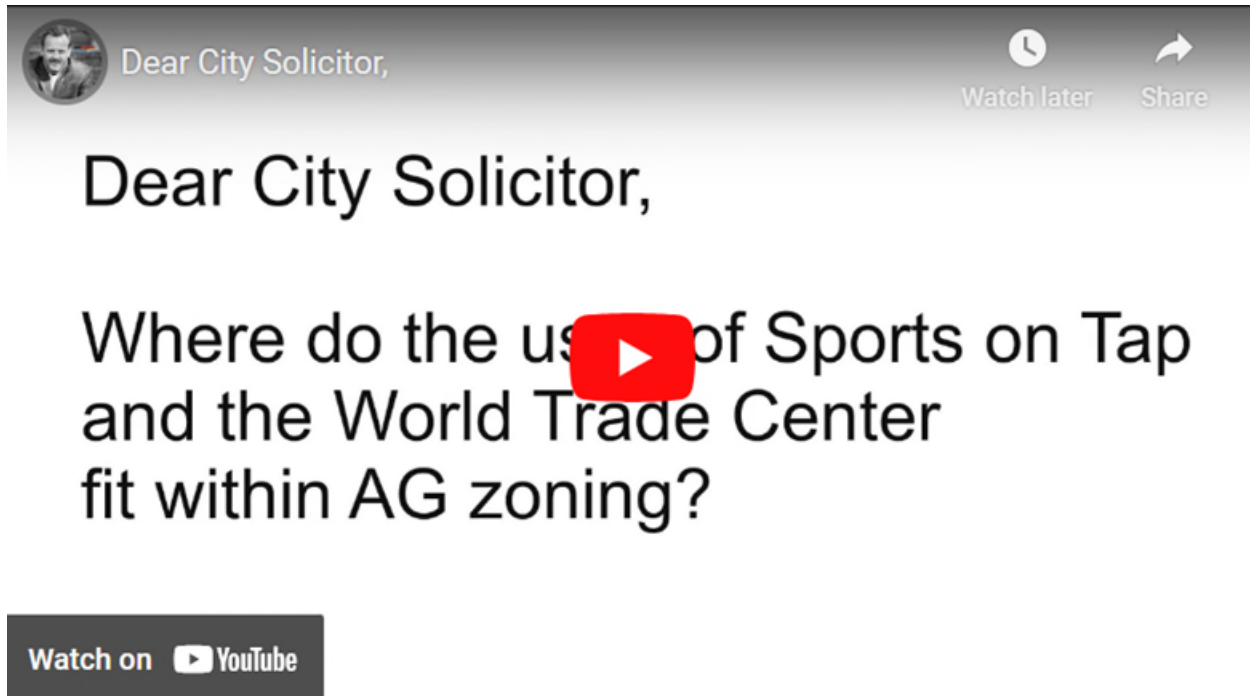 Dear City Solicitor,
Watch later
Share
Dear City Solicitor,
Where do the of Sports on Tap
and the World Trade Center
fit within AG zoning?
Watch on YouTube